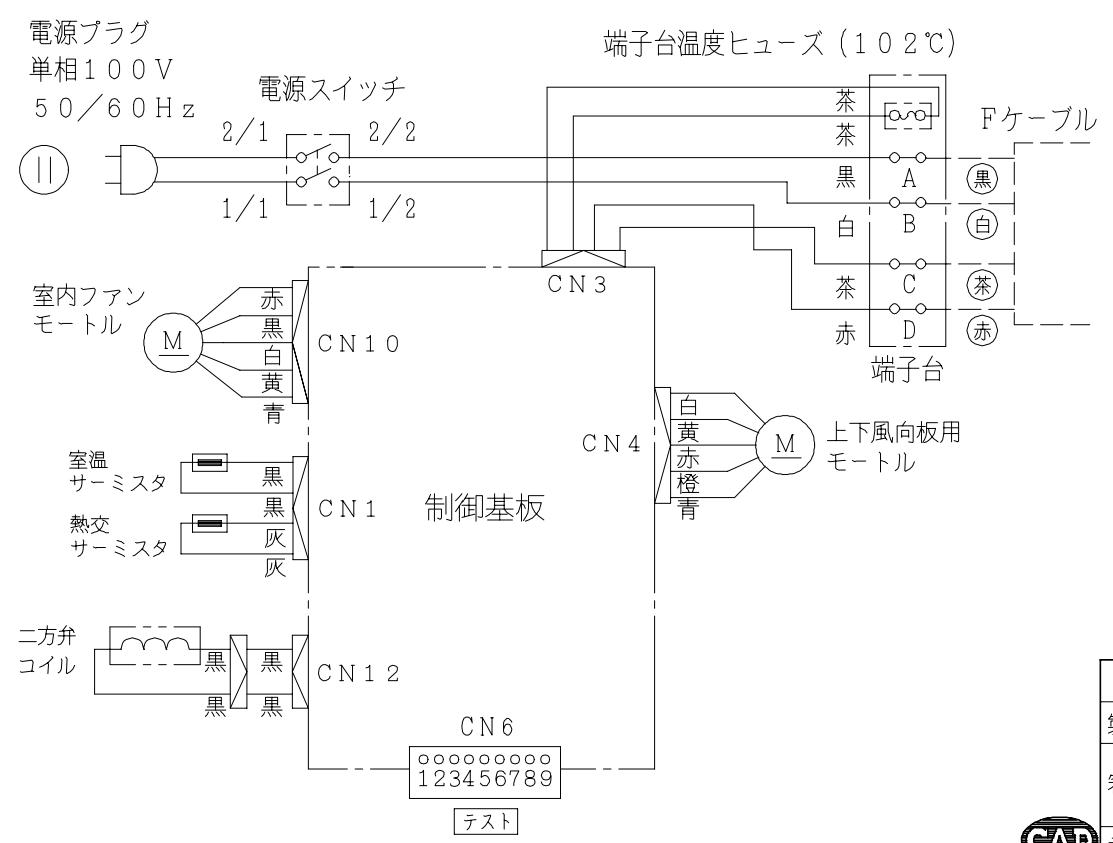 電源プラグ
単相１００Ｖ
５０／６０Ｈｚ
電源スイッチ
2/1
2/2
1/1
1/2
端子台温度ヒューズ（１０２℃）
Ｆケーブル
茶
茶
黒
A
黒
白
B
白
茶
C
茶
赤
D
赤
端子台
CN3
室内ファン
モートル
M
赤
黒
白
黄
青
CN10
CN4
白
黄
赤
橙
青
M
上下風向板用
モートル
室温
サーミスタ
黒
黒
熱交
サーミスタ
灰
灰
CN1
制御基板
二方弁
コイル
黒
黒
黒
黒
CN12
CN6
123456789
テスト